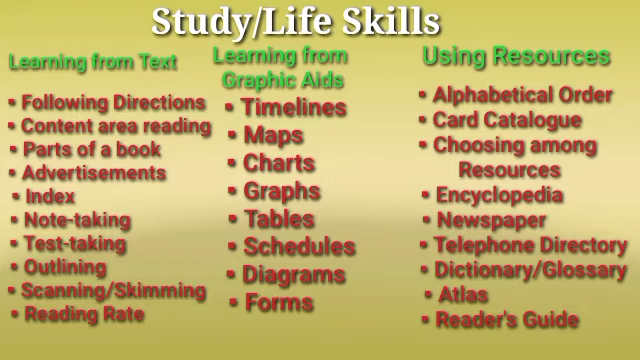 Study/Life Skills
Learning from Text
▪ Following Directions
▪ Content area reading
▪ Parts of a book
▪ Advertisements
▪ Index
▪ Note-taking
▪ Test-taking
▪ Outlining
▪ Scanning/Skimming
▪ Reading Rate
Learning from
Graphic Aids
▪ Timelines
▪ Maps
▪ Charts
▪ Graphs
▪ Tables
▪ Schedules
▪ Diagrams
▪ Forms
Using Resources
▪ Alphabetical Order
▪ Card Catalogue
▪ Choosing among
Resources
▪ Encyclopedia
▪ Newspaper
▪ Telephone Directory
▪ Dictionary/Glossary
▪ Atlas
▪ Reader's Guide